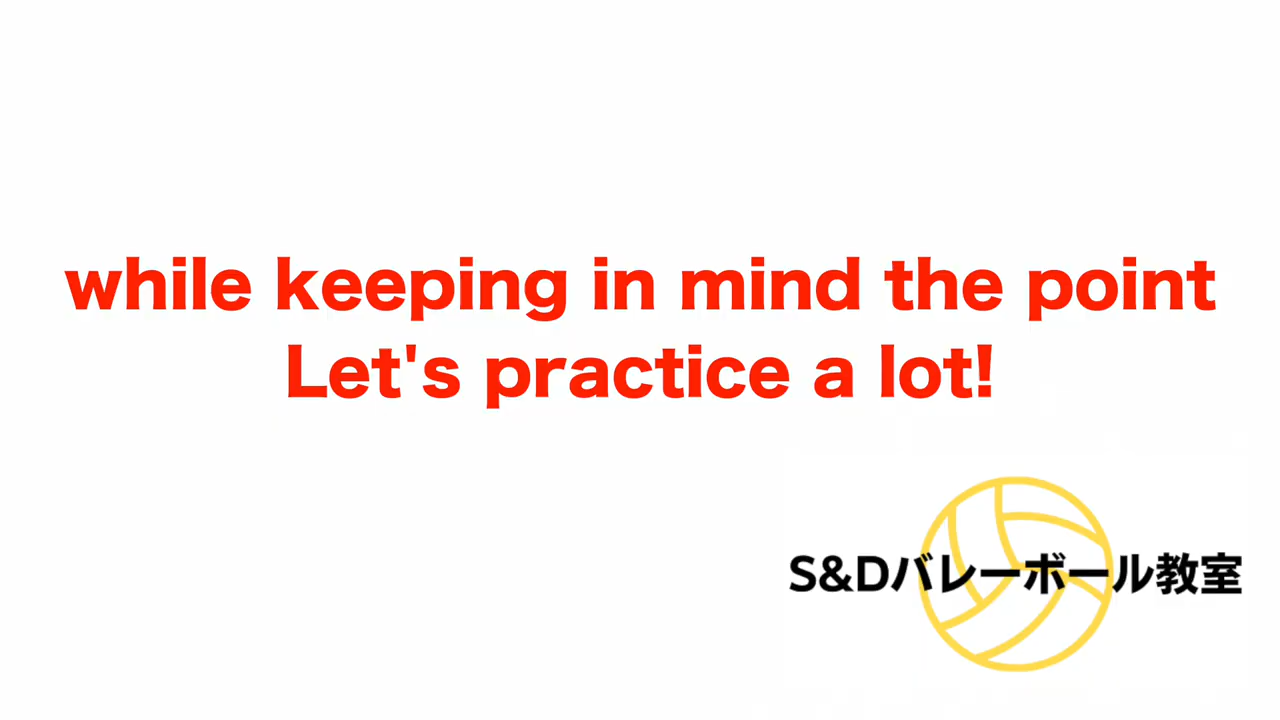 while keeping in mind the point
Let's practice a lot!
S&Dバレーボール教室